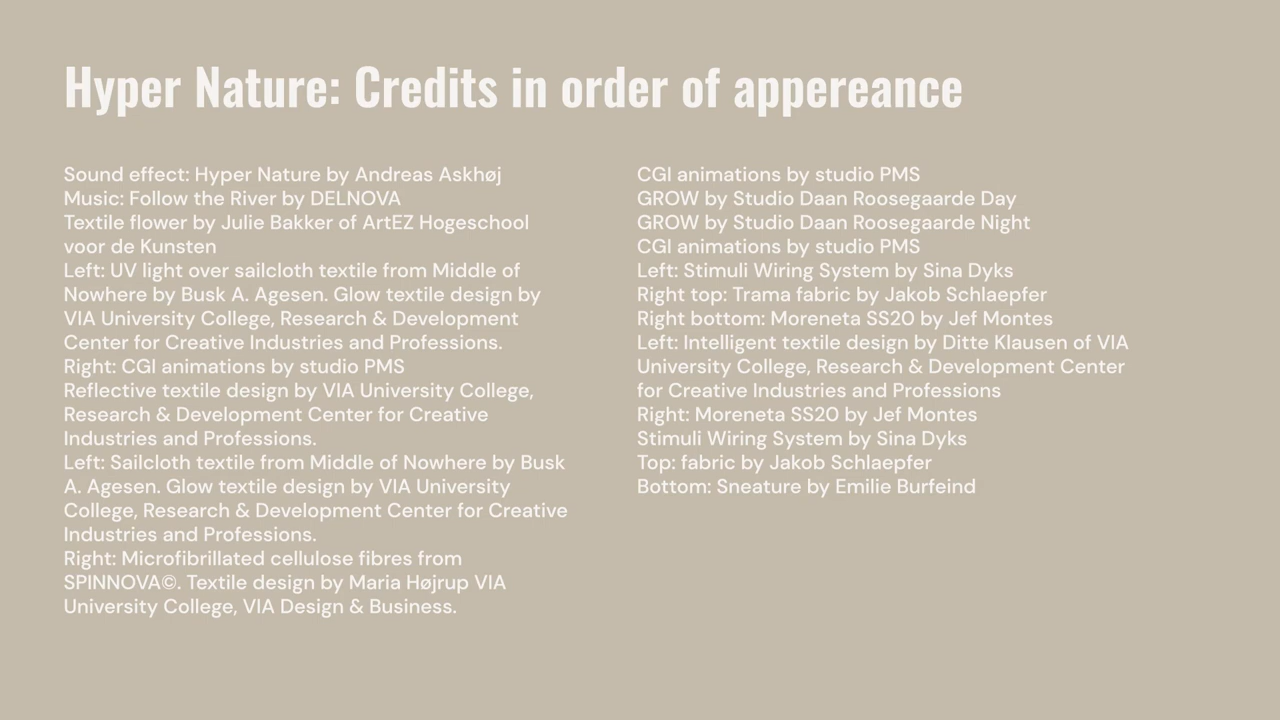 Hyper Nature: Credits in order of appereance
Sound effect: Hyper Nature by Andreas Askhøj
Music: Follow the River by DELNOVA
Textile flower by Julie Bakker of ArtEZ Hogeschool
voor de Kunsten
Left: UV light over sailcloth textile from Middle of
Nowhere by Busk A. Agesen. Glow textile design by
VIA University College, Research & Development
Center for Creative Industries and Professions.
Right: CGI animations by studio PMS
Reflective textile design by VIA University College,
Research & Development Center for Creative
Industries and Professions.
Left: Sailcloth textile from Middle of Nowhere by Busk
A. Agesen. Glow textile design by VIA University
College, Research & Development Center for Creative
Industries and Professions.
Right: Microfibrillated cellulose fibres from
SPINNOVA©. Textile design by Maria Højrup VIA
University College, VIA Design & Business.
CGI animations by studio PMS
GROW by Studio Daan Roosegaarde Day
GROW by Studio Daan Roosegaarde Night
CGI animations by studio PMS
Left: Stimuli Wiring System by Sina Dyks
Right top: Trama fabric by Jakob Schlaepfer
Right bottom: Moreneta SS20 by Jef Montes
Left: Intelligent textile design by Ditte Klausen of VIA
University College, Research & Development Center
for Creative Industries and Professions
Right: Moreneta SS20 by Jef Montes
Stimuli Wiring System by Sina Dyks
Top: fabric by Jakob Schlaepfer
Bottom: Sneature by Emilie Burfeind